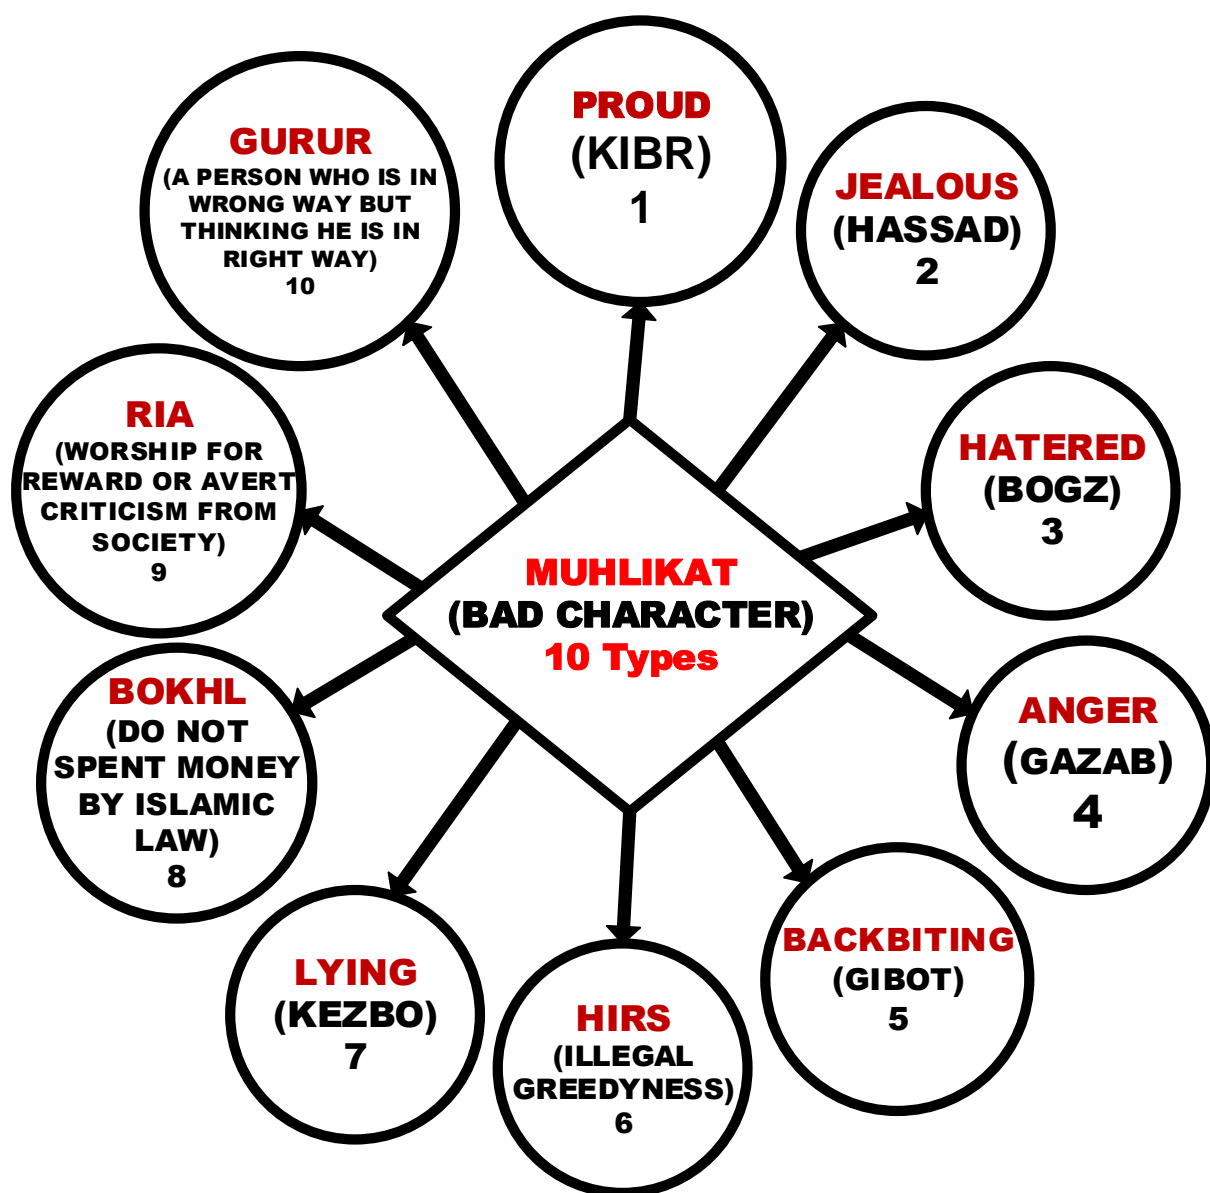 MUHLIKAT
(BAD CHARACTER)
10 Types
PROUD
(KIBR)
1
JEALOUS
(HASSAD)
2
HATERED
(BOGZ)
3
ANGER
(GAZAB)
4
BACKBITING
(GIBOT)
5
HIRS
(ILLEGAL
GREEDYNESS)
6
LYING
(KEZBO)
7
BOKHL
(DO NOT
SPENT MONEY
BY ISLAMIC
LAW)
8
RIA
(WORSHIP FOR
REWARD OR AVERT
CRITICISM FROM
SOCIETY)
9
GURUR
(A PERSON WHO IS IN
WRONG WAY BUT
THINKING HE IS IN
RIGHT WAY)
10